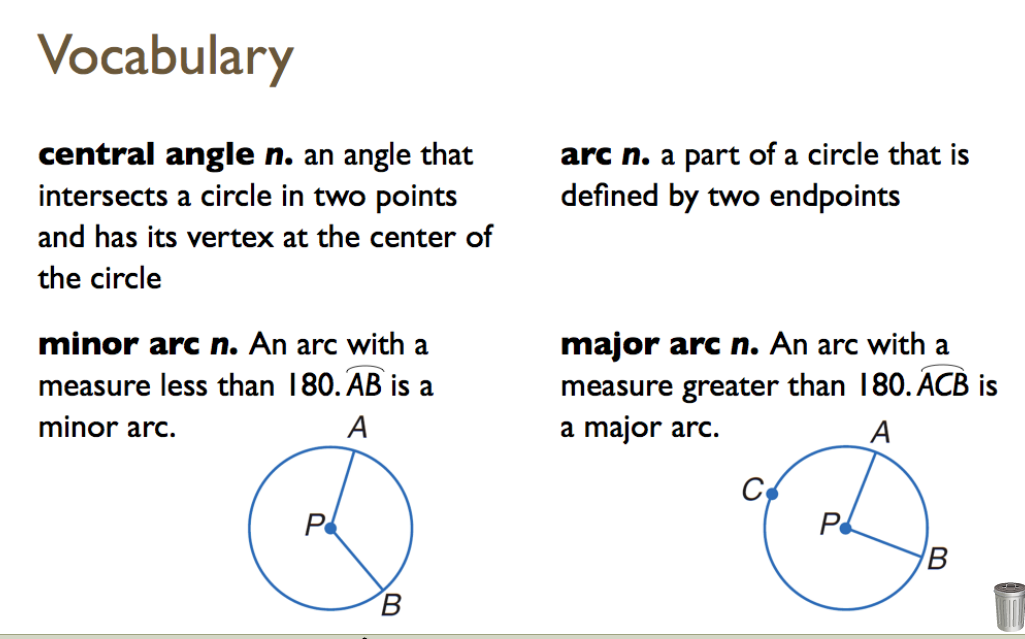 Vocabulary
central angle n. an angle that
intersects a circle in two points
and has its vertex at the center of
the circle
arc n. a part of a circle that is
defined by two endpoints
minor arc n. An arc with a
measure less than 180. AB is a
minor arc.
A
P
B
major arc n. An arc with a
measure greater than 180. ACB is
a major arc.
A
C
P
B